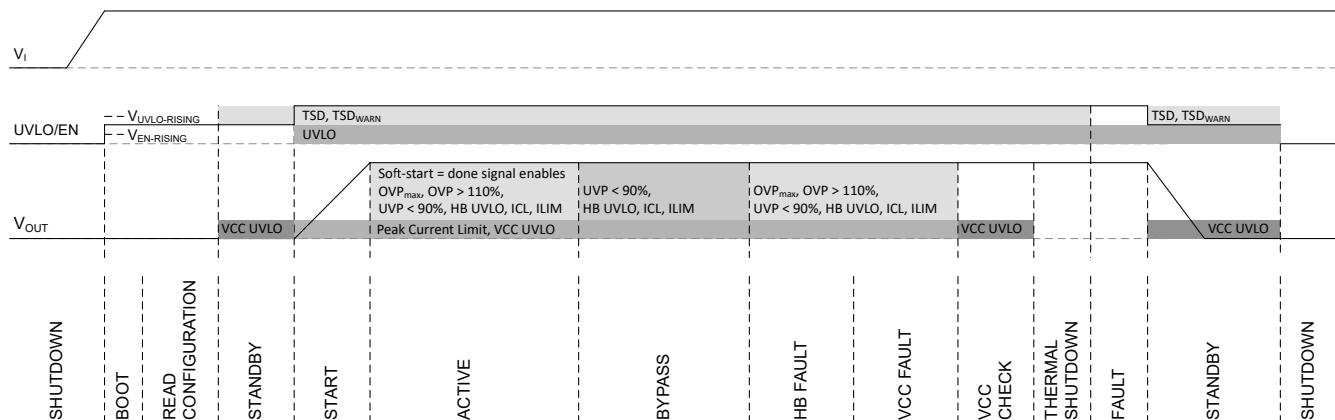 VI
VUVLO-RISING
UVLO/EN
VEN-RISING
TSD, TSDWARN
UVLO
TSD, TSDWARN
Soft-start = done signal enables
OVPmax, OVP > 110%,
UVP < 90%, HB UVLO, ICL, ILIM
UVP < 90%,
HB UVLO, ICL, ILIM
OVPmax, OVP > 110%,
UVP < 90%, HB UVLO, ICL, ILIM
VOUT
VCC UVLO
Peak Current Limit, VCC UVLO
VCC UVLO
VCC UVLO
SHUTDOWN
BOOT
READ
CONFIGURATION
STANDBY
START
ACTIVE
BYPASS
HB FAULT
VCC FAULT
VCC
CHECK
THERMAL
SHUTDOWN
FAULT
STANDBY
SHUTDOWN